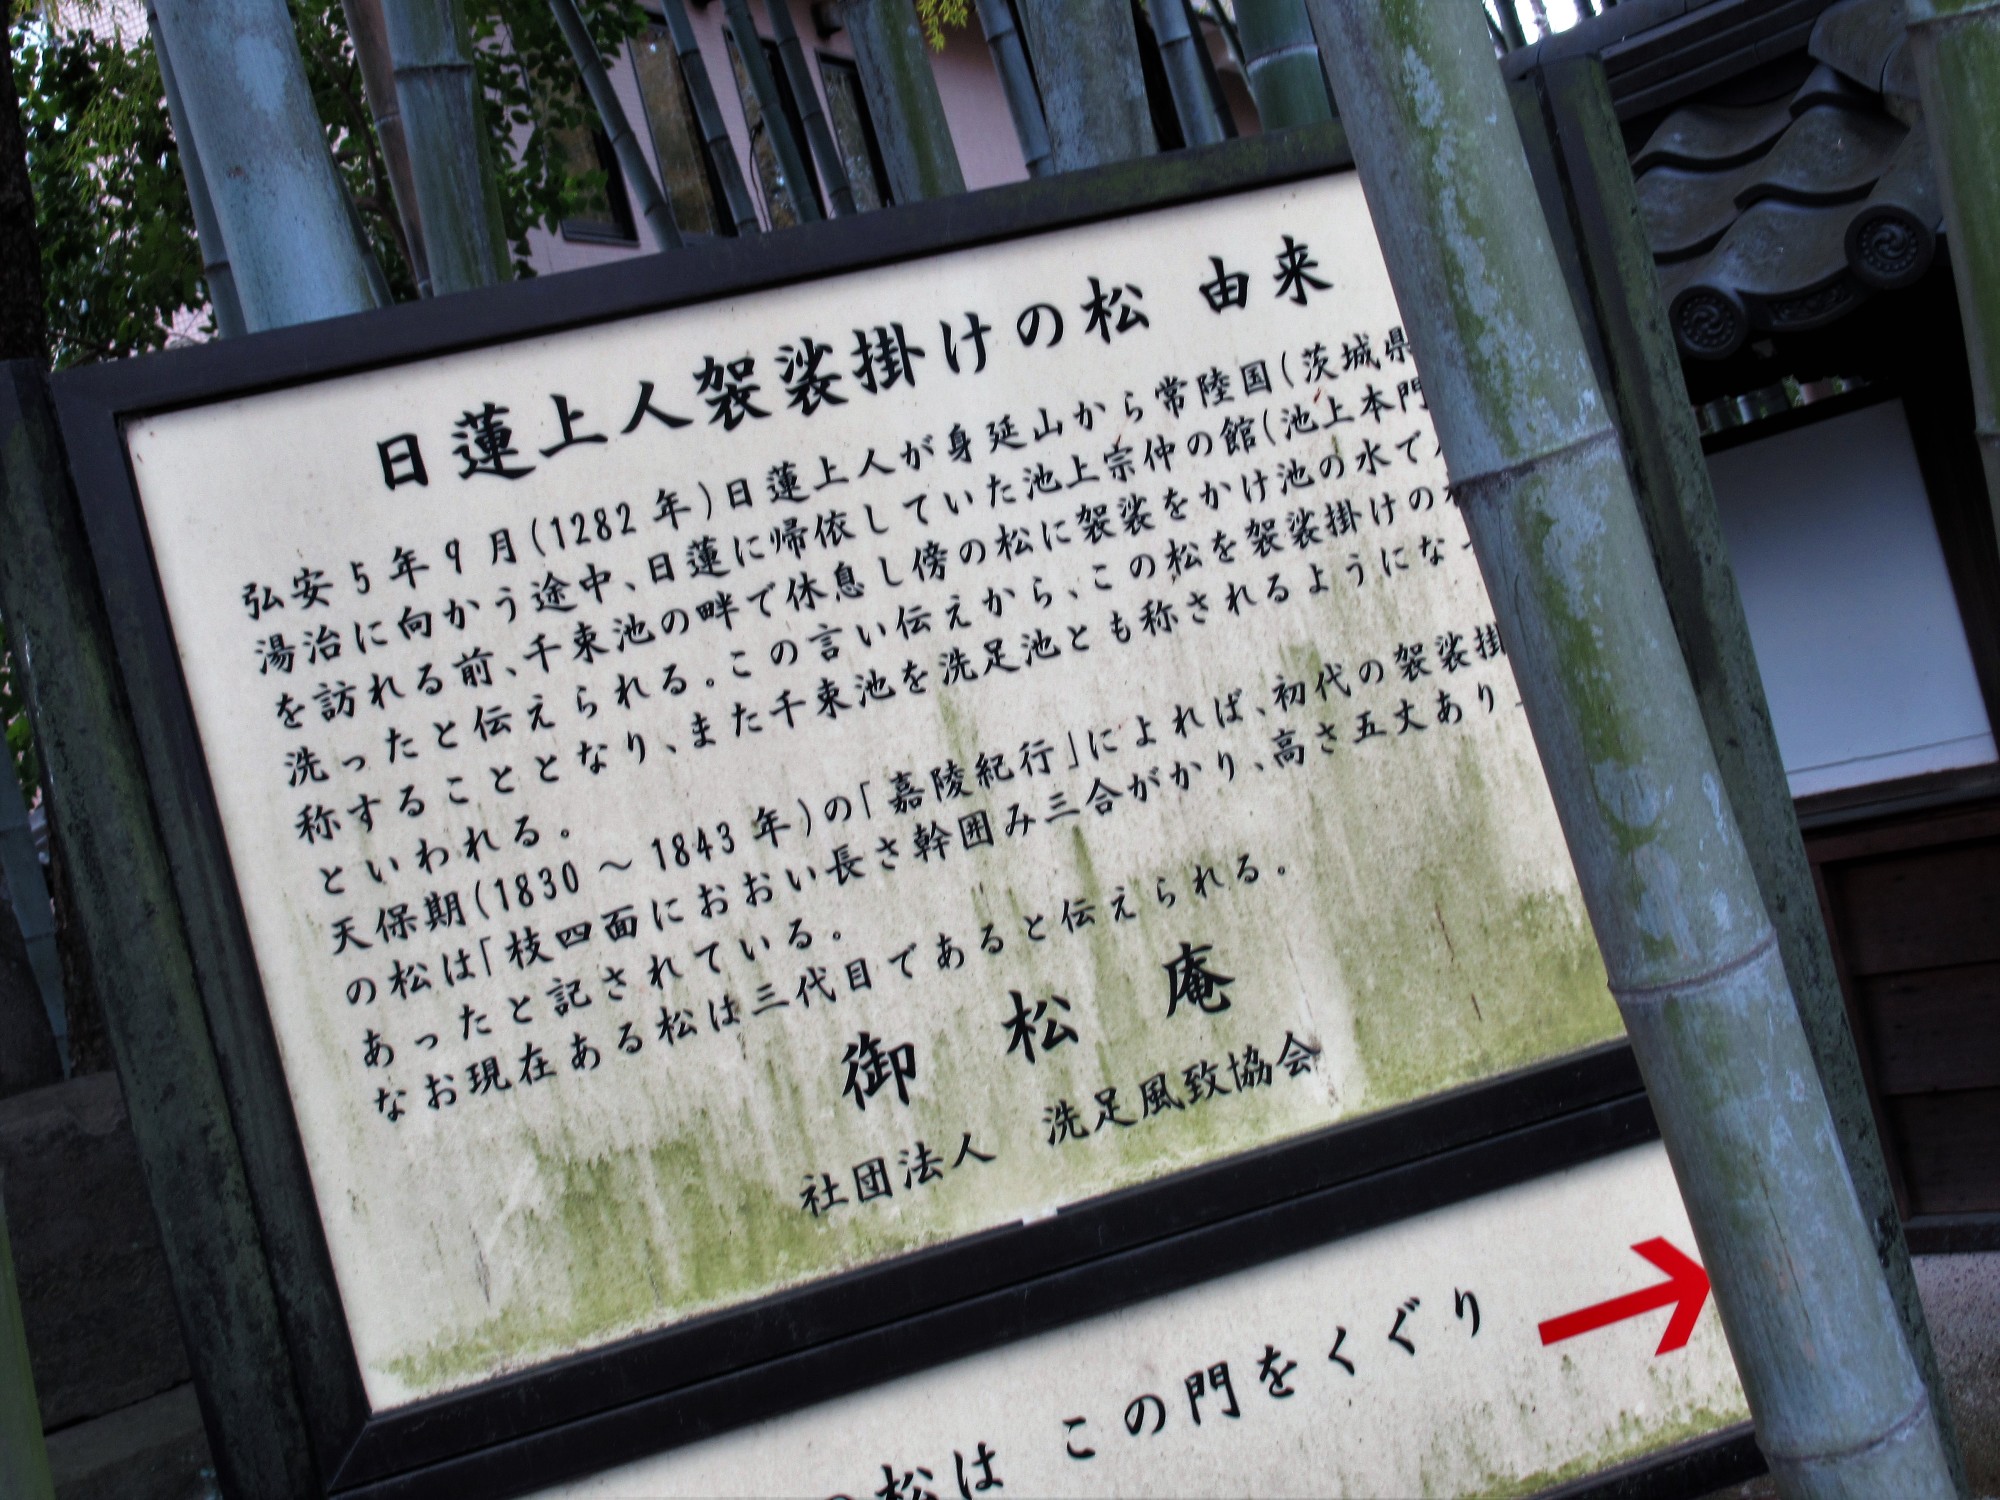 日蓮上人袈裟掛けの松 由来
弘安5年9月(1282年)日蓮上人が身延山から常陸国(茨城県
湯治に向かう途中、日蓮に帰依していた池上宗仲の館(池上本門
を訪れる前、千束池の畔で休息し傍の松に袈裟をかけ池の水で
洗ったと伝えられる。この言い伝えから、この松を袈裟掛けの
称することとなり、また千束池を洗足池とも称されるようになっ
といわれる。
天保期(1830～1843年)の「嘉陵紀行」によれば、初代の袈裟掛
の松は「枝四面におおい長さ幹囲み三合がかり、高さ五丈あり
あったと記されている。
なお現在ある松は三代目であると伝えられる。
御松庵
社団法人 洗足風致協会
松は この門をくぐり →